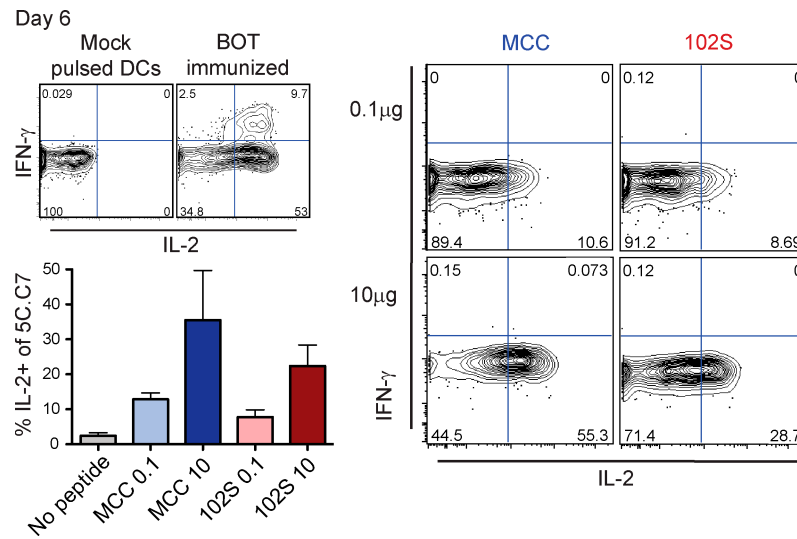 Day 6
Mock
pulsed DCs
BOT
immunized
0.029
0
2.5
9.7
IFN-γ
100
0
34.8
53
IL-2
% IL-2+ of 5C.C7
50
40
30
20
10
0
No peptide
MCC 0.1
MCC 10
102S 0.1
102S 10
MCC
102S
0.1µg
0
0
0.12
0
89.4
10.6
91.2
8.69
10µg
0.15
0.073
0.12
0
IFN-γ
44.5
55.3
71.4
28.7
IL-2